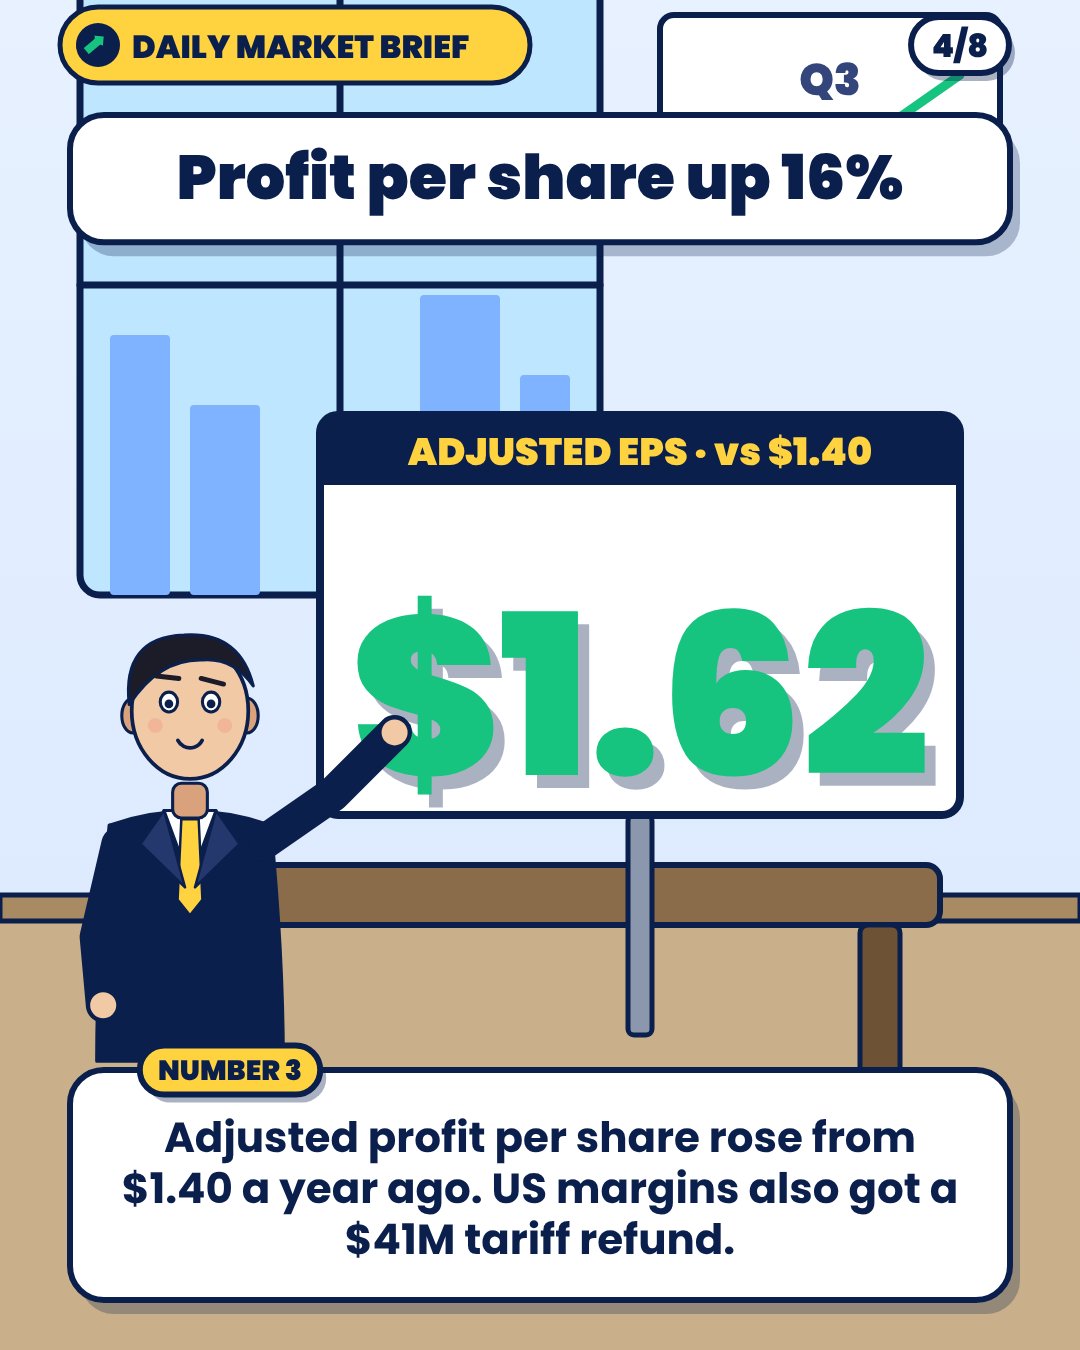 DAILY MARKET BRIEF
4/8
Q3
Profit per share up 16%
ADJUSTED EPS · vs $1.40
$1.62
NUMBER 3
Adjusted profit per share rose from
$1.40 a year ago. US margins also got a
$41M tariff refund.